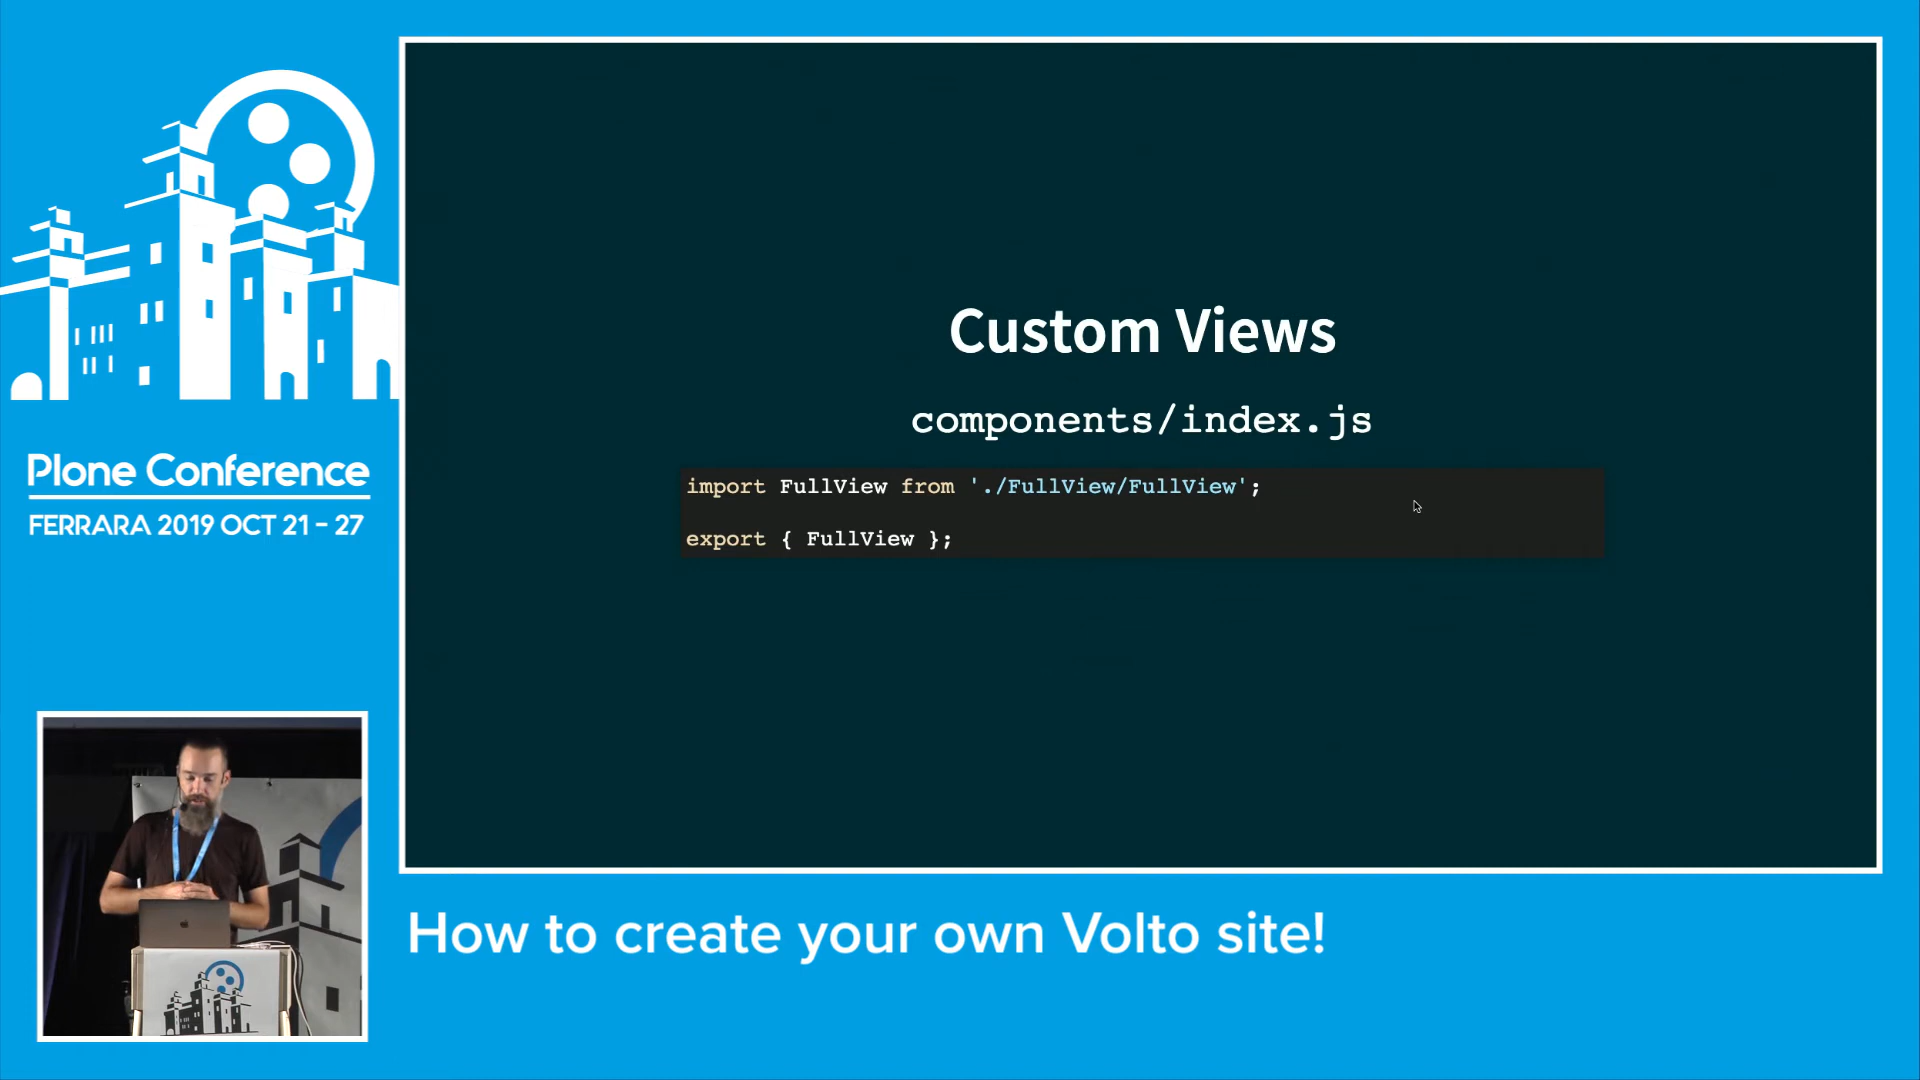 Custom Views
components/index.js
import FullView from './FullView/FullView';
export { FullView };
Plone Conference
FERRARA 2019 OCT 21 - 27
How to create your own Volto site!